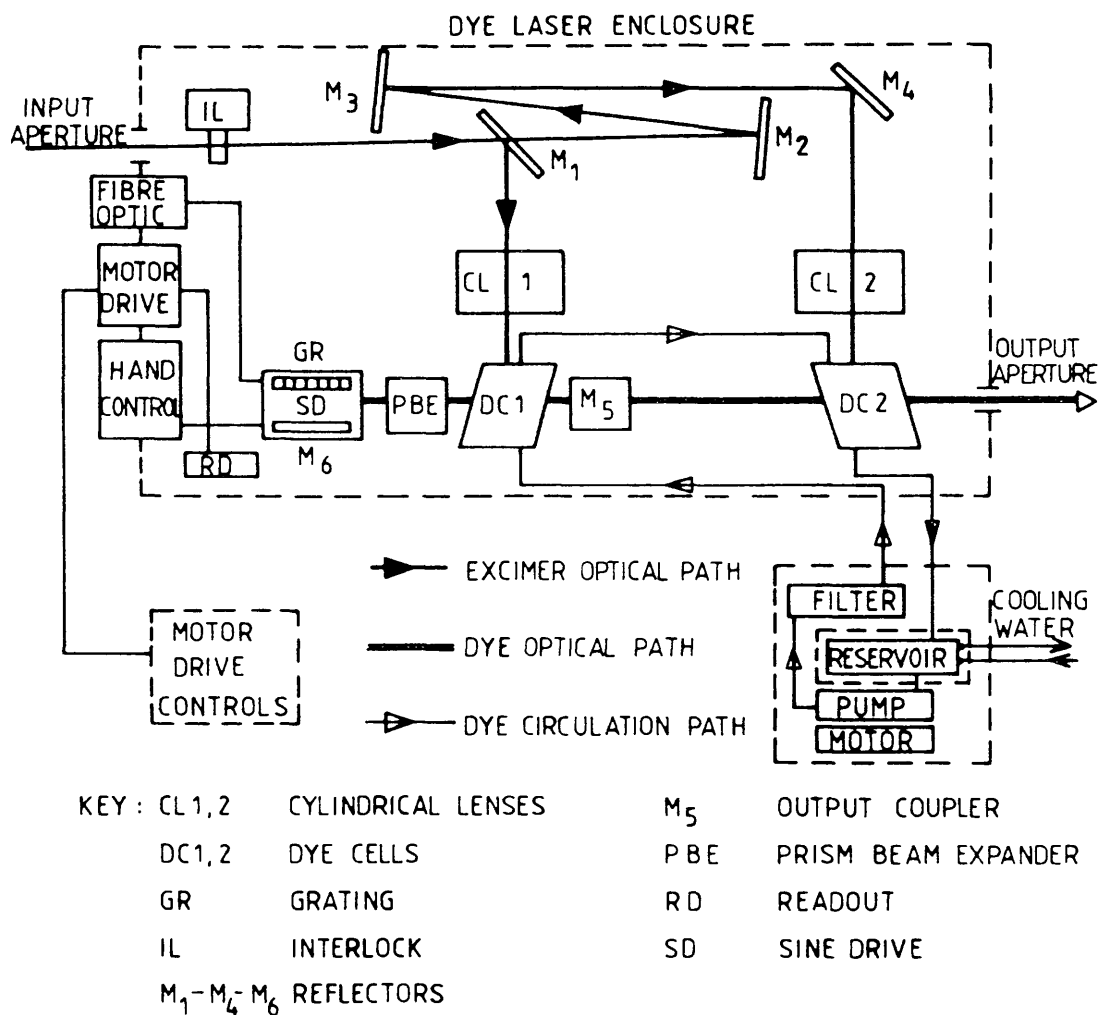 DYE LASER ENCLOSURE
INPUT
APERTURE
IL
M3
M4
M2
M1
FIBRE
OPTIC
MOTOR
DRIVE
HAND
CONTROL
RD
CL 1
CL 2
GR
SD
M6
PBE
DC1
M5
DC2
OUTPUT
APERTURE
EXCIMER OPTICAL PATH
DYE OPTICAL PATH
DYE CIRCULATION PATH
MOTOR
DRIVE
CONTROLS
FILTER
RESERVOIR
PUMP
MOTOR
COOLING
WATER
KEY : CL1,2 CYLINDRICAL LENSES
DC1,2 DYE CELLS
GR GRATING
IL INTERLOCK
M1-M4-M6 REFLECTORS
M5 OUTPUT COUPLER
PBE PRISM BEAM EXPANDER
RD READOUT
SD SINE DRIVE